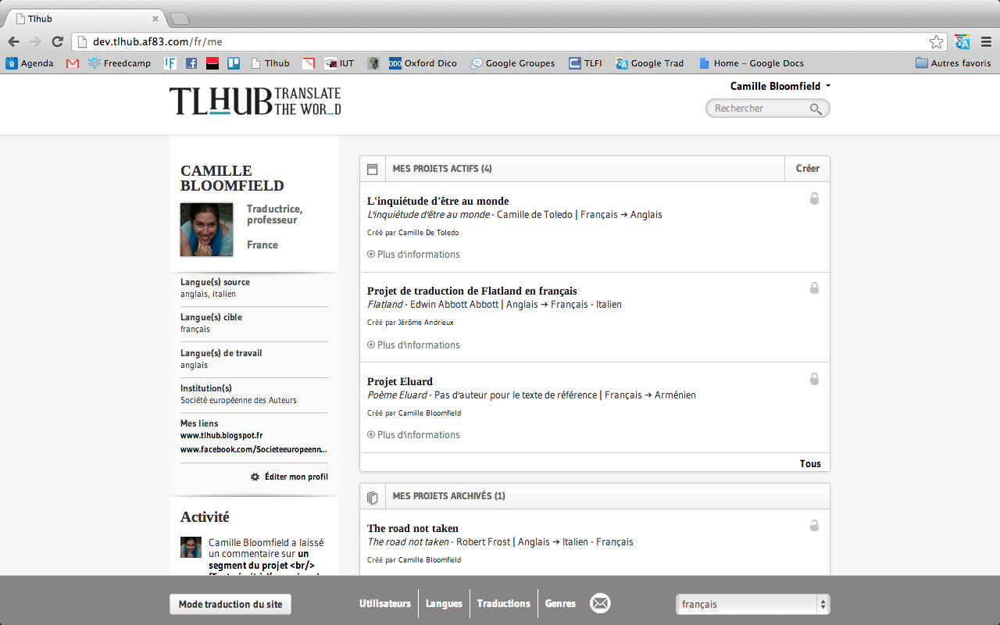 Tlhub
dev.tlhub.af83.com/fr/me
9 Agenda
Freedcamp
Tlhub
IUT
ODO Oxford Dico
Google Groupes
TLFI
Google Trad
Home - Google Docs
Autres favoris
TLHUB TRANSLATE
THE WOR_D
Camille Bloomfield
Rechercher
CAMILLE
BLOOMFIELD
Traductrice,
professeur
France
Langue(s) source
anglais, italien
Langue(s) cible
français
Langue(s) de travail
anglais
Institution(s)
Société européenne des Auteurs
Mes liens
www.tlhub.blogspot.fr
www.facebook.com/Societeeuropeenn...
Éditer mon profil
Activité
Camille Bloomfield a laissé
un commentaire sur un
segment du projet <br/>
MES PROJETS ACTIFS (4)
Créer
L'inquiétude d'être au monde
L'inquiétude d'être au monde - Camille de Toledo | Français → Anglais
Créé par Camille De Toledo
Plus d'informations
Projet de traduction de Flatland en français
Flatland - Edwin Abbott Abbott | Anglais → Français - Italien
Créé par Jérôme Andrieux
Plus d'informations
Projet Eluard
Poème Eluard - Pas d'auteur pour le texte de référence | Français → Arménien
Créé par Camille Bloomfield
Plus d'informations
Tous
MES PROJETS ARCHIVÉS (1)
The road not taken
The road not taken - Robert Frost | Anglais → Italien - Français
Créé par Camille Bloomfield
Mode traduction du site
Utilisateurs
Langues
Traductions
Genres
français